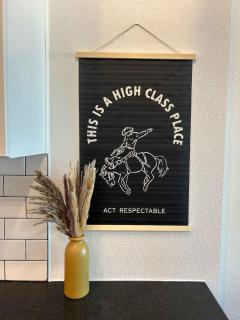 THIS IS A HIGH CLASS PLACE
ACT RESPECTABLE